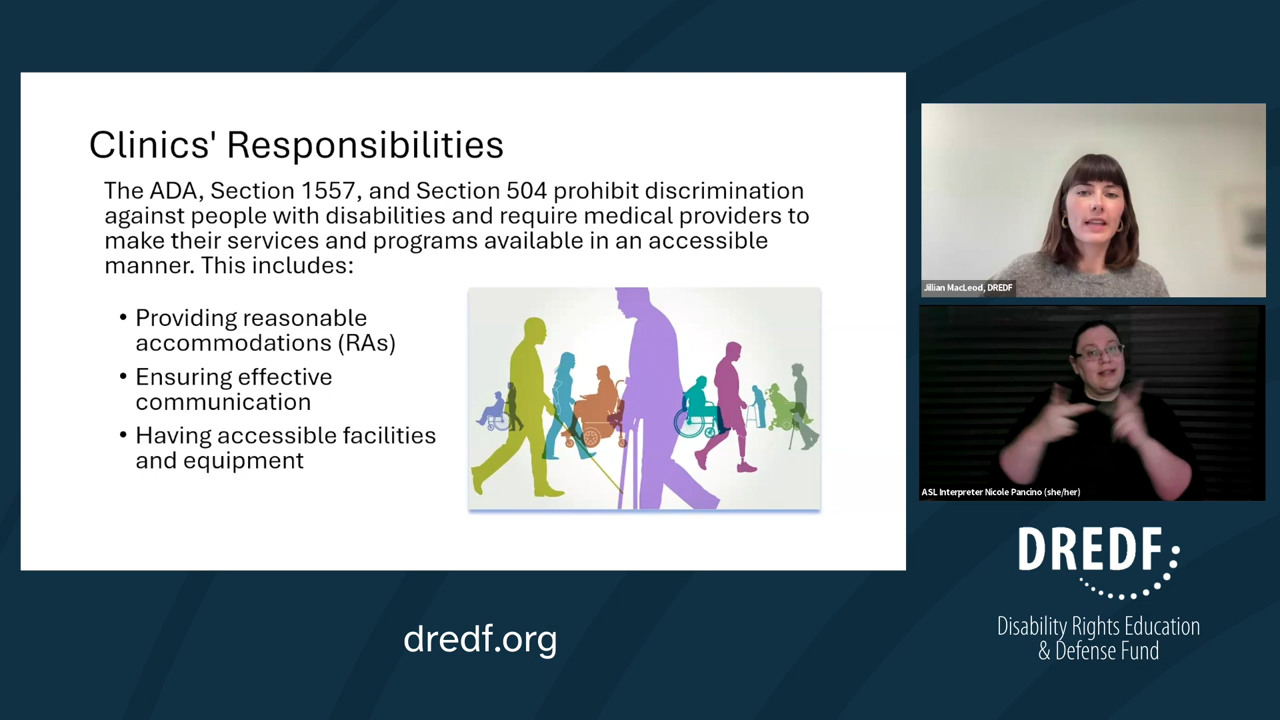 Clinics' Responsibilities
The ADA, Section 1557, and Section 504 prohibit discrimination
against people with disabilities and require medical providers to
make their services and programs available in an accessible
manner. This includes:
• Providing reasonable
accommodations (RAs)
• Ensuring effective
communication
• Having accessible facilities
and equipment
Jillian MacLeod, DREDF
ASL Interpreter Nicole Pancino (she/her)
DREDF
Disability Rights Education
& Defense Fund
dredf.org